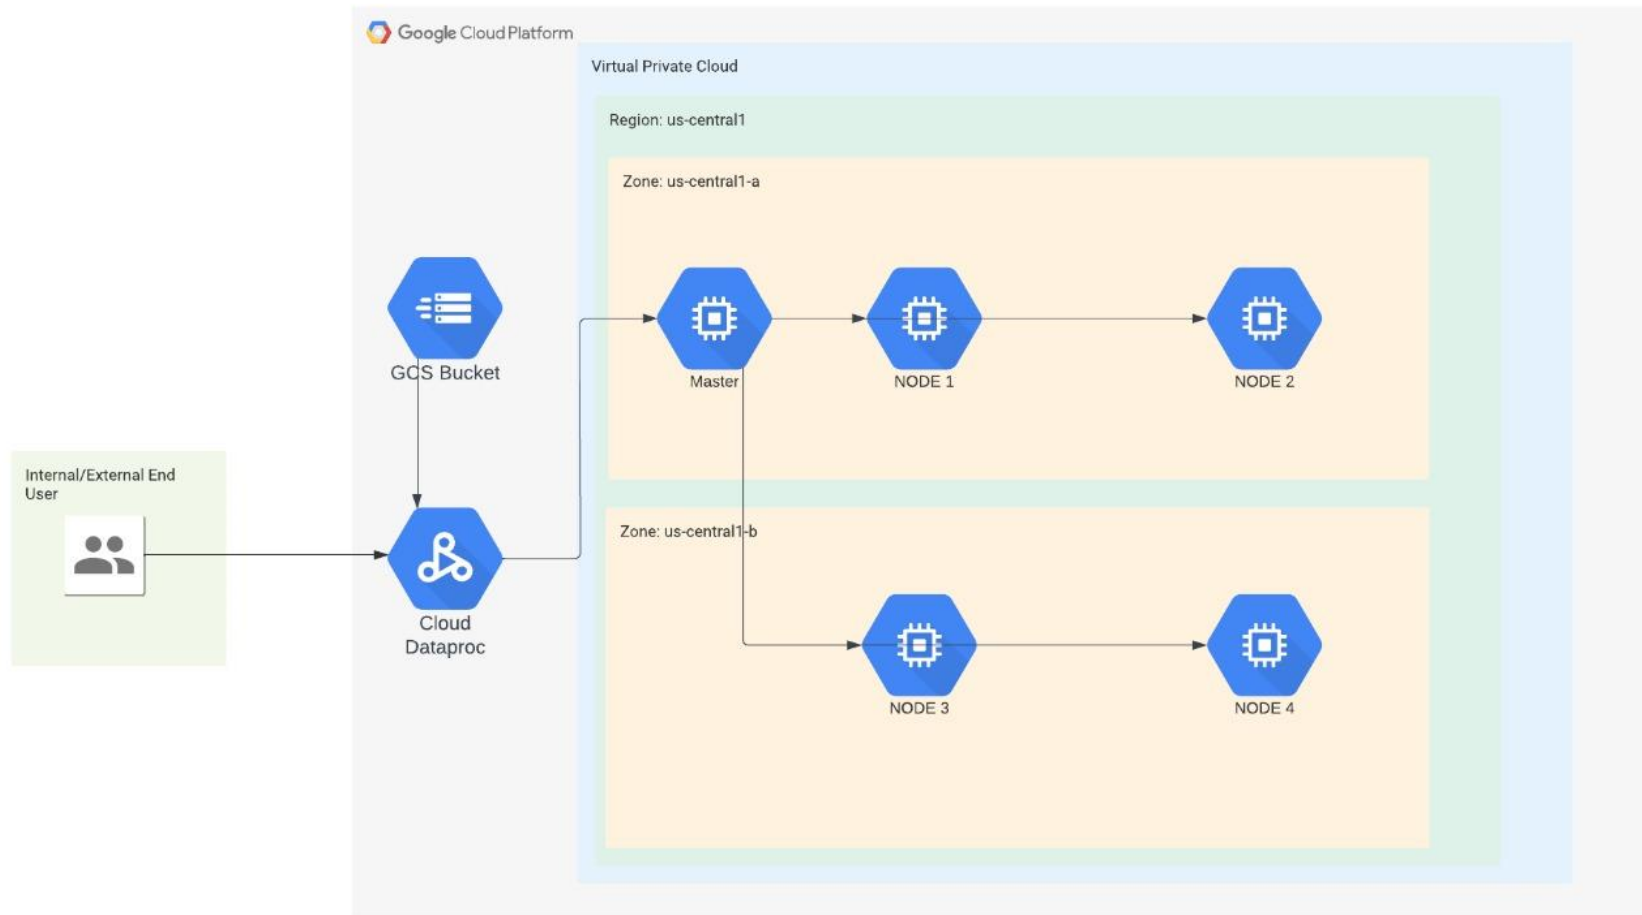 Google Cloud Platform
Virtual Private Cloud
Region: us-central1
Zone: us-central1-a
GCS Bucket
Master
NODE 1
NODE 2
Internal/External End
User
Zone: us-central1-b
Cloud
Dataproc
NODE 3
NODE 4